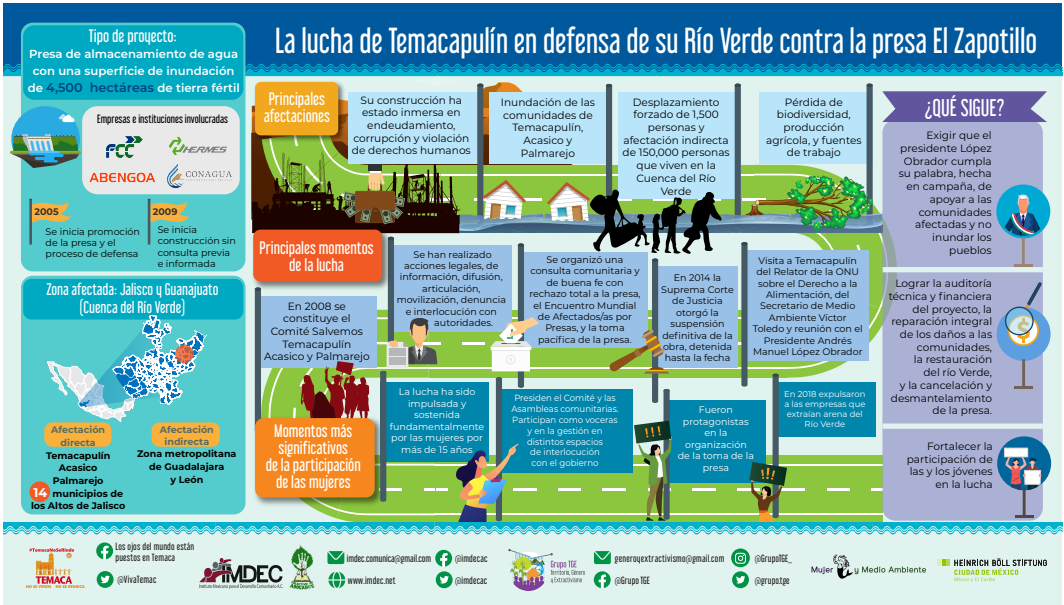 La lucha de Temacapulín en defensa de su Río Verde contra la presa El Zapotillo
Tipo de proyecto:
Presa de almacenamiento de agua
con una superficie de inundación
de 4,500 hectáreas de tierra fértil
Empresas e instituciones involucradas
FCC
HERMES
ABENGOA
CONAGUA
2005
Se inicia promoción
de la presa y el
proceso de defensa
2009
Se inicia
construcción sin
consulta previa
e informada
Zona afectada: Jalisco y Guanajuato
(Cuenca del Río Verde)
Afectación
directa
Temacapulín
Acasico
Palmarejo
14 municipios de
los Altos de Jalisco
Afectación
indirecta
Zona metropolitana
de Guadalajara
y León
Principales
afectaciones
Su construcción ha
estado inmersa en
endeudamiento,
corrupción y violación
de derechos humanos
Inundación de las
comunidades de
Temacapulín,
Acasico y
Palmarejo
Desplazamiento
forzado de 1,500
personas y
afectación indirecta
de 150,000 personas
que viven en la
Cuenca del Río
Verde
Pérdida de
biodiversidad,
producción
agrícola, y fuentes
de trabajo
Principales momentos
de la lucha
En 2008 se
constituye el
Comité Salvemos
Temacapulín
Acasico y Palmarejo
Se han realizado
acciones legales, de
información, difusión,
articulación,
movilización, denuncia
e interlocución con
autoridades.
Se organizó una
consulta comunitaria y
de buena fe con
rechazo total a la presa,
el Encuentro Mundial
de Afectados/as por
Presas, y la toma
pacífica de la presa.
En 2014 la
Suprema Corte
de Justicia
otorgó la
suspensión
definitiva de la
obra, detenida
hasta la fecha
Visita a Temacapulín
del Relator de la ONU
sobre el Derecho a la
Alimentación, del
Secretario de Medio
Ambiente Víctor
Toledo y reunión con el
Presidente Andrés
Manuel López Obrador
Momentos más
significativos
de la participación
de las mujeres
La lucha ha sido
impulsada y
sostenida
fundamentalmente
por las mujeres por
más de 15 años
Presiden el Comité y las
Asambleas comunitarias.
Participan como voceras
y en la gestión en
distintos espacios
de interlocución
con el gobierno
!!!
Fueron
protagonistas
en la
organización
de la toma de la
presa
!!!
En 2018 expulsaron
a las empresas que
extraían arena del
Río Verde
¿QUÉ SIGUE?
Exigir que el
presidente López
Obrador cumpla
su palabra, hecha
en campaña, de
apoyar a las
comunidades
afectadas y no
inundar los
pueblos
Lograr la auditoría
técnica y financiera
del proyecto, la
reparación integral
de los daños a las
comunidades,
la restauración
del río Verde,
y la cancelación y
desmantelamiento
de la presa.
Fortalecer la
participación de
las y los jóvenes
en la lucha
#TemacaNoSeInunda
TEMACA
Los ojos del mundo están
puestos en Temaca
@VivaTemac
IMDEC
Instituto Mexicano para el Desarrollo Comunitario, A.C.
imdec.comunica@gmail.com
www.imdec.net
@imdecac
@imdecac
Grupo TGE
Territorio, Género
y Extractivismo
generoyextractivismo@gmail.com
@Grupo TGE
@GrupoTGE_
@grupotge
Mujer y Medio Ambiente
HEINRICH BÖLL STIFTUNG
CIUDAD DE MÉXICO
México y El Caribe